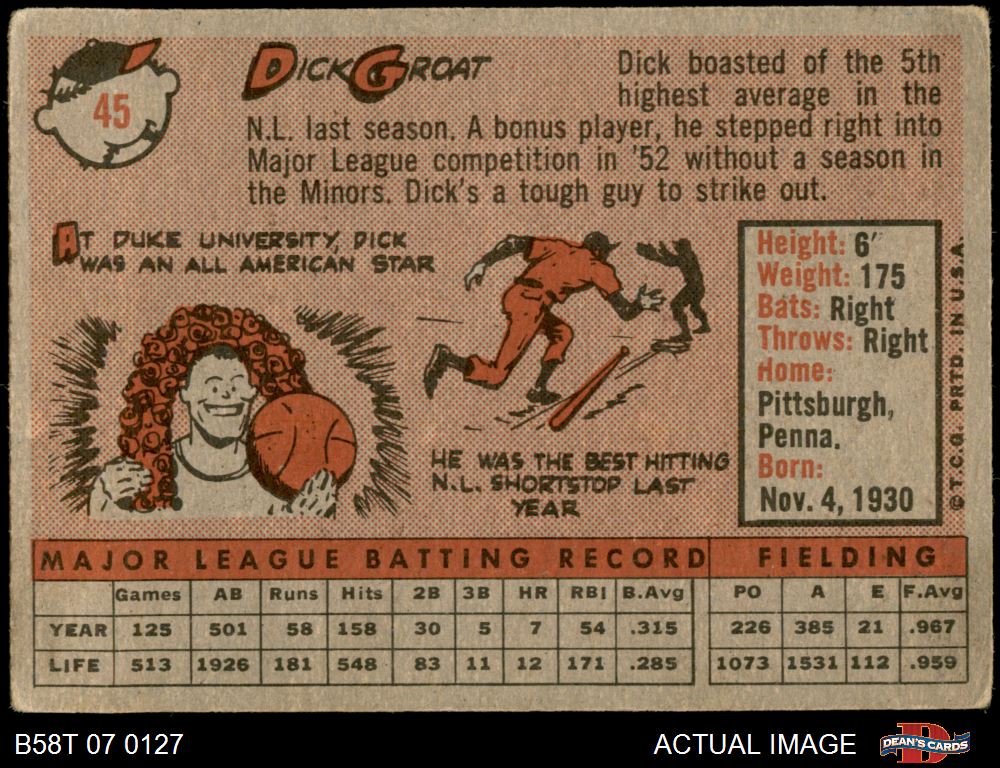 45
DICK GROAT
Dick boasted of the 5th
highest average in the
N.L. last season. A bonus player, he stepped right into
Major League competition in '52 without a season in
the Minors. Dick's a tough guy to strike out.
AT DUKE UNIVERSITY, DICK
WAS AN ALL AMERICAN STAR
HE WAS THE BEST HITTING
N.L. SHORTSTOP LAST
YEAR
Height: 6′
Weight: 175
Bats: Right
Throws: Right
Home:
Pittsburgh,
Penna.
Born:
Nov. 4, 1930
© T.C.G. PRTD. IN U.S.A.
MAJOR LEAGUE BATTING RECORD FIELDING
Games AB Runs Hits 2B 3B HR RBI B.Avg PO A E F.Avg
YEAR 125 501 58 158 30 5 7 54 .315 226 385 21 .967
LIFE 513 1926 181 548 83 11 12 171 .285 1073 1531 112 .959
B58T 07 0127
ACTUAL IMAGE
D
DEAN'S CARDS